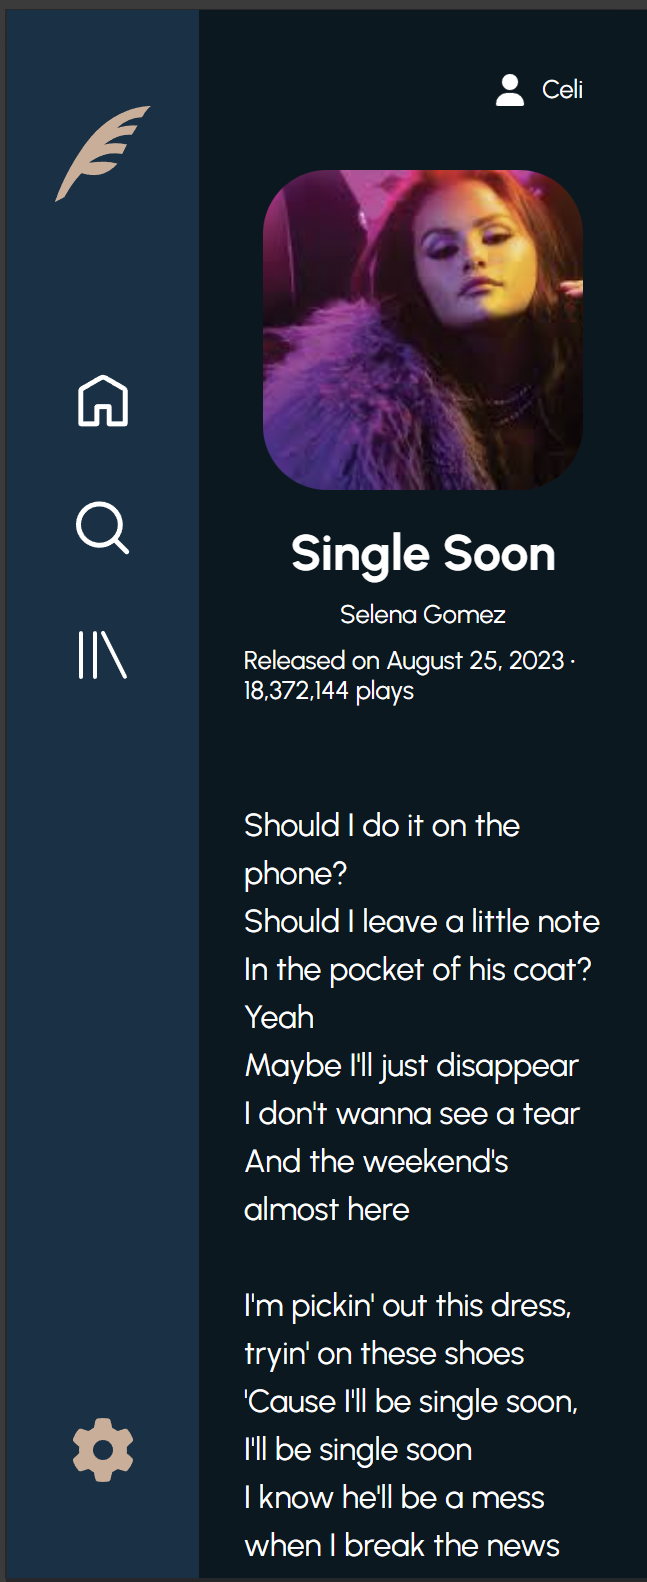 Celi
Single Soon
Selena Gomez
Released on August 25, 2023 ·
18,372,144 plays
Should I do it on the
phone?
Should I leave a little note
In the pocket of his coat?
Yeah
Maybe I'll just disappear
I don't wanna see a tear
And the weekend's
almost here
I'm pickin' out this dress,
tryin' on these shoes
'Cause I'll be single soon,
I'll be single soon
I know he'll be a mess
when I break the news